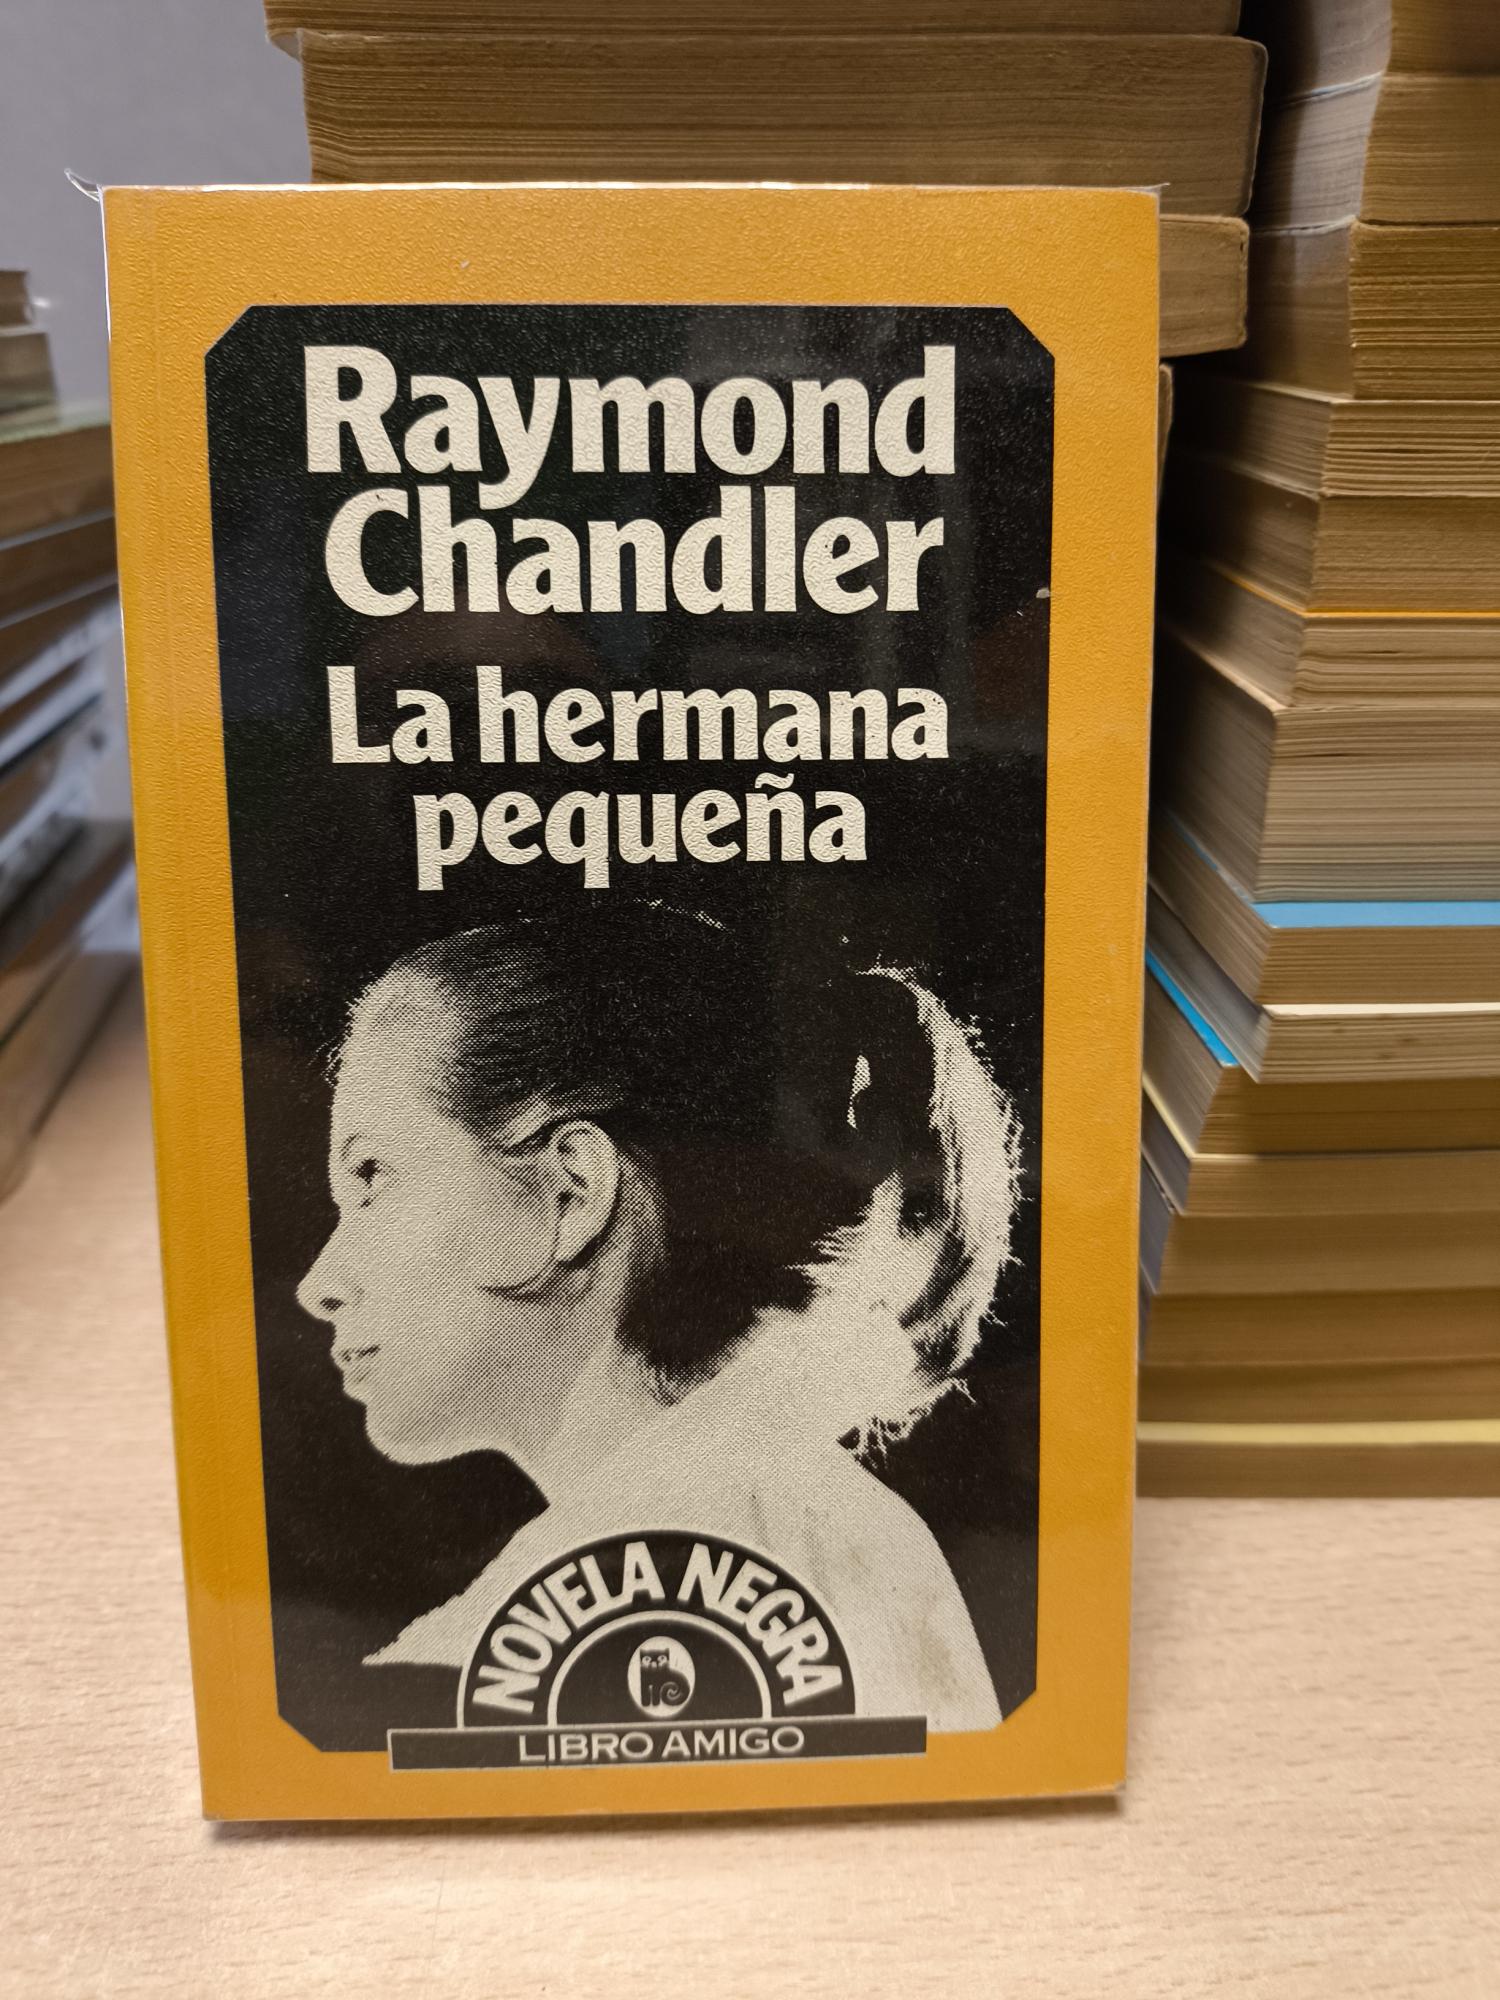 Raymond
Chandler
La hermana
pequeña
NOVELA NEGRA
LIBRO AMIGO